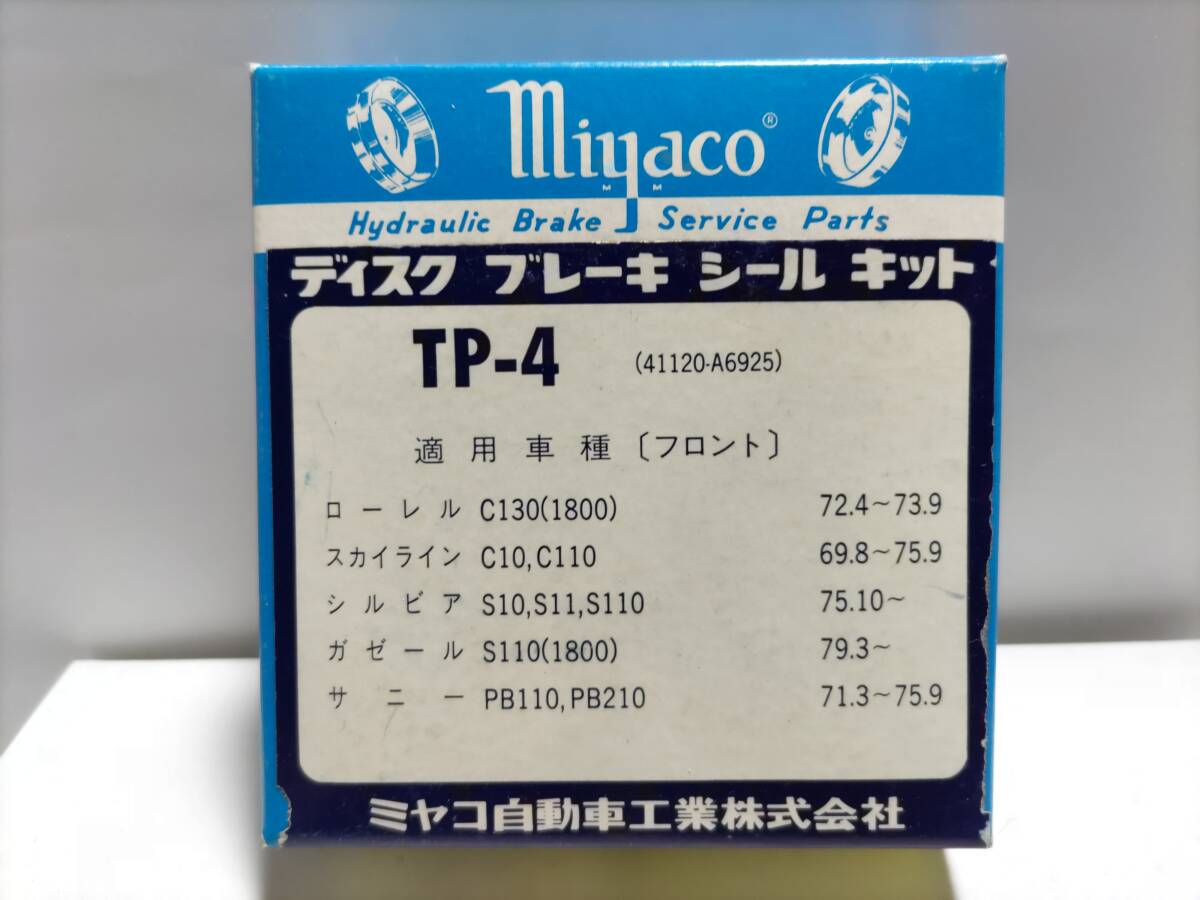 miyaco®
M M
Hydraulic Brake Service Parts
ディスク ブレーキ シール キット
TP-4 (41120-A6925)
適用車種〔フロント〕
ローレル C130(1800) 72.4~73.9
スカイライン C10,C110 69.8~75.9
シルビア S10,S11,S110 75.10~
ガゼール S110(1800) 79.3~
サニー PB110,PB210 71.3~75.9
ミヤコ自動車工業株式会社